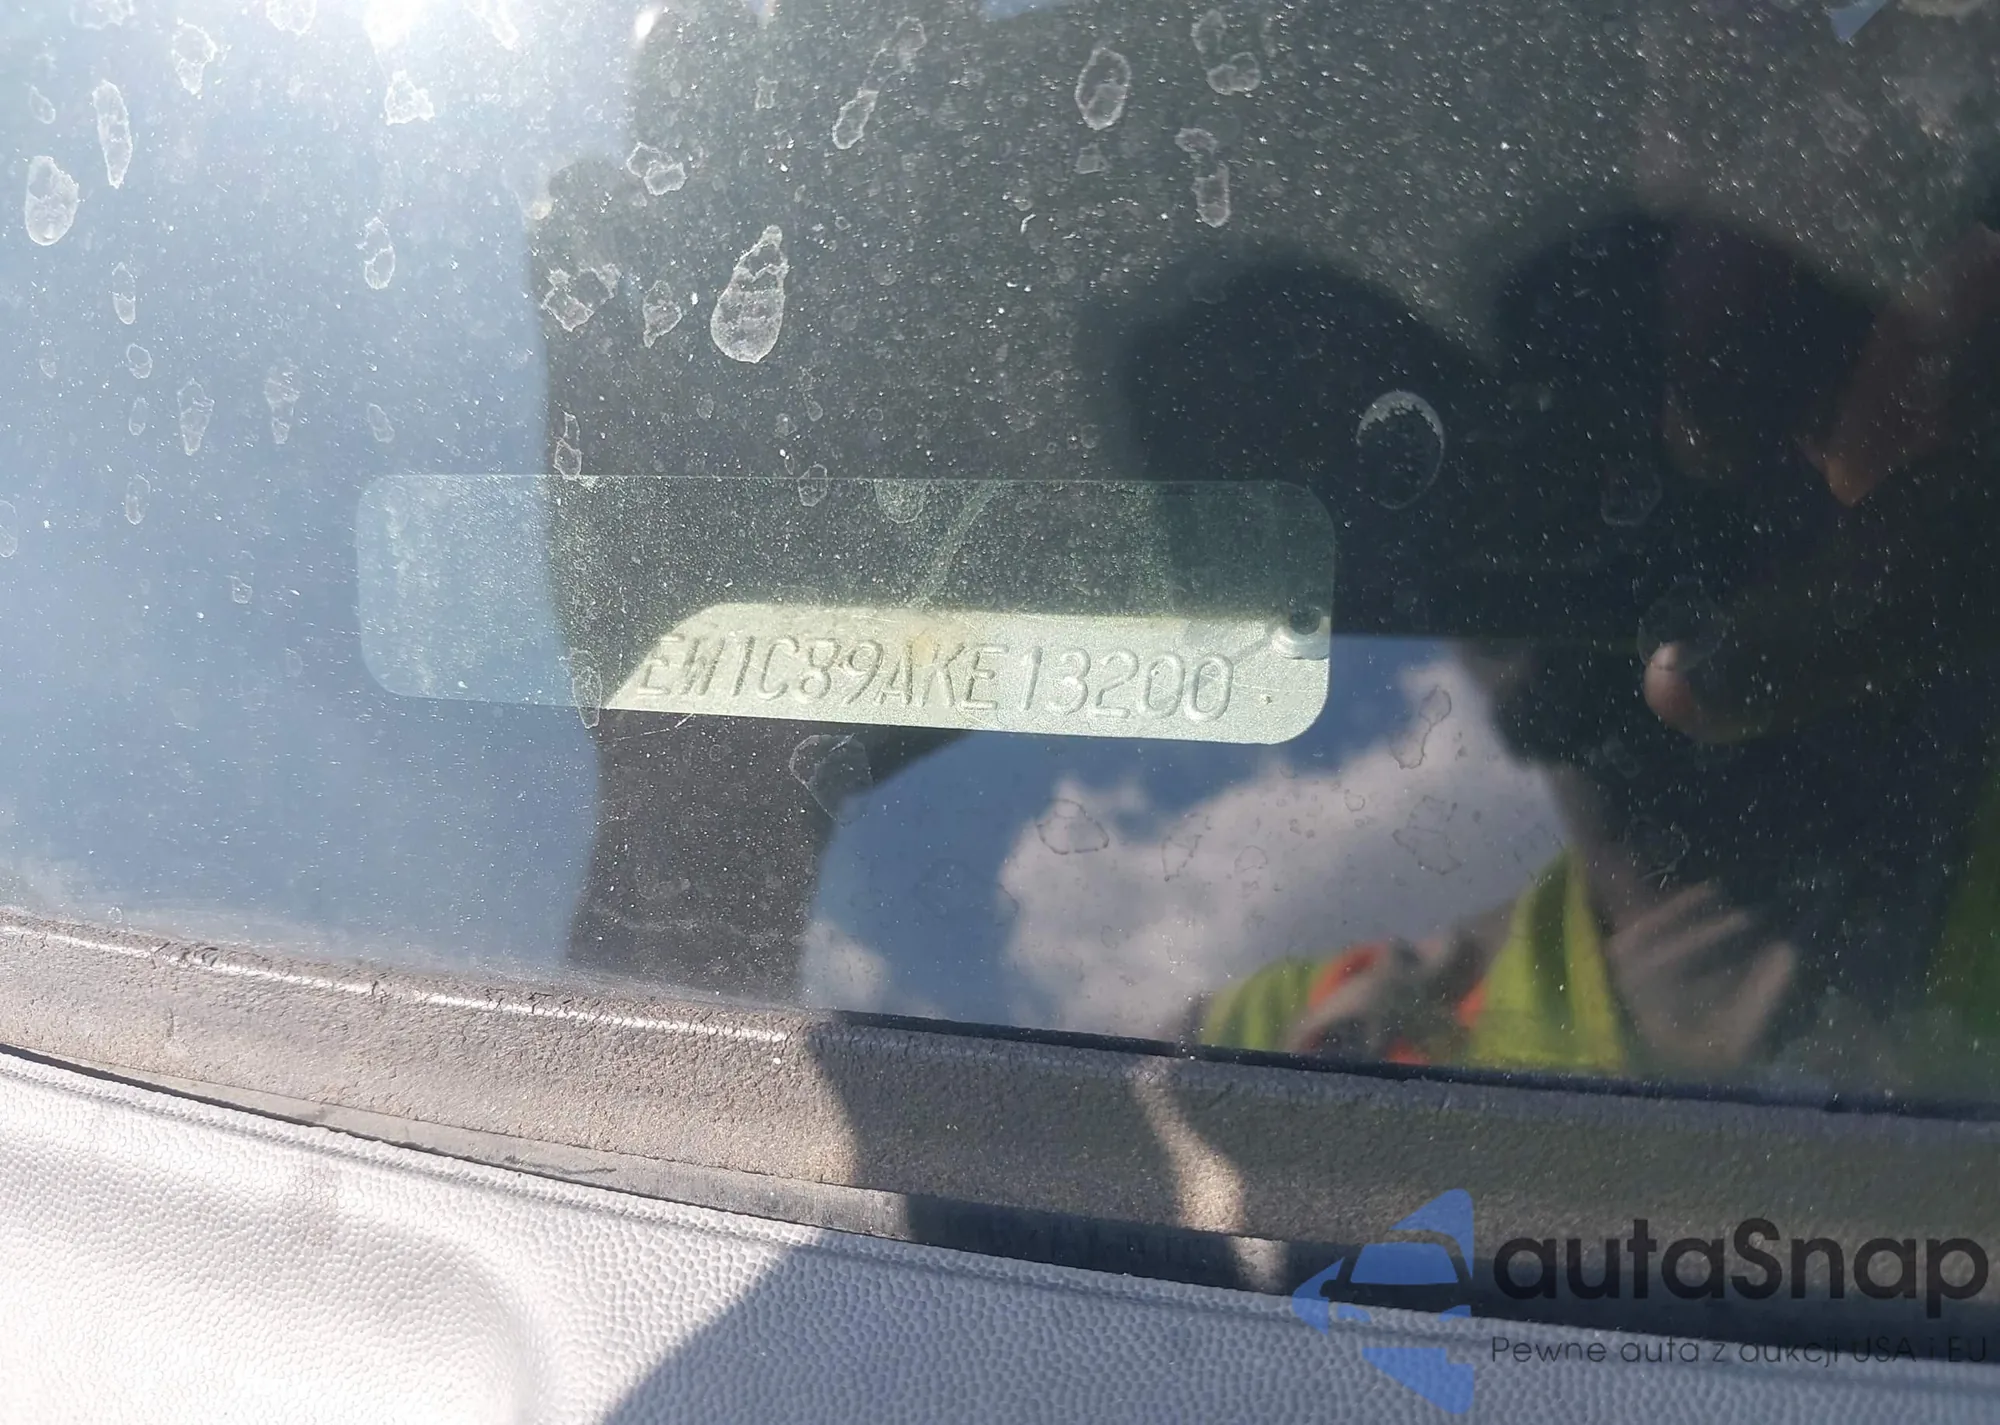 EW1C89AKE13200
autaSnap
Pewne auta z aukcji USA i EU